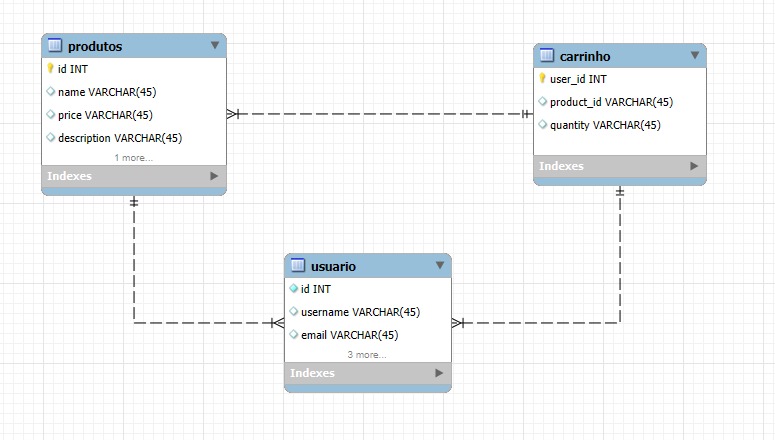 produtos
id INT
name VARCHAR(45)
price VARCHAR(45)
description VARCHAR(45)
1 more...
Indexes
carrinho
user_id INT
product_id VARCHAR(45)
quantity VARCHAR(45)
Indexes
usuario
id INT
username VARCHAR(45)
email VARCHAR(45)
3 more...
Indexes